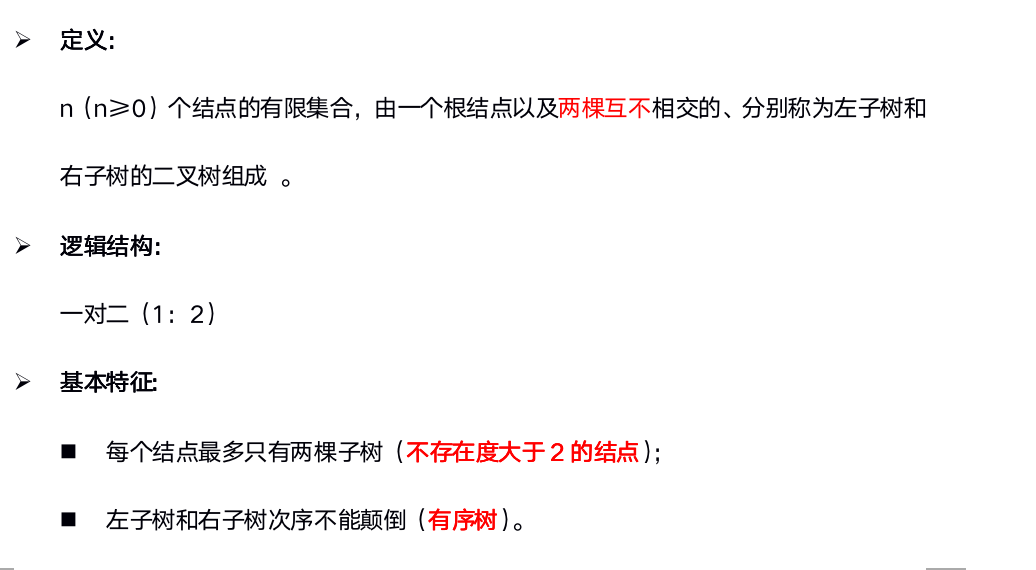 ➢ 定义:
n（n≥0）个结点的有限集合，由一个根结点以及两棵互不相交的、分别称为左子树和
右子树的二叉树组成 。
➢ 逻辑结构:
一对二（1：2）
➢ 基本特征:
■ 每个结点最多只有两棵子树（不存在度大于 2 的结点）;
■ 左子树和右子树次序不能颠倒（有序树）。